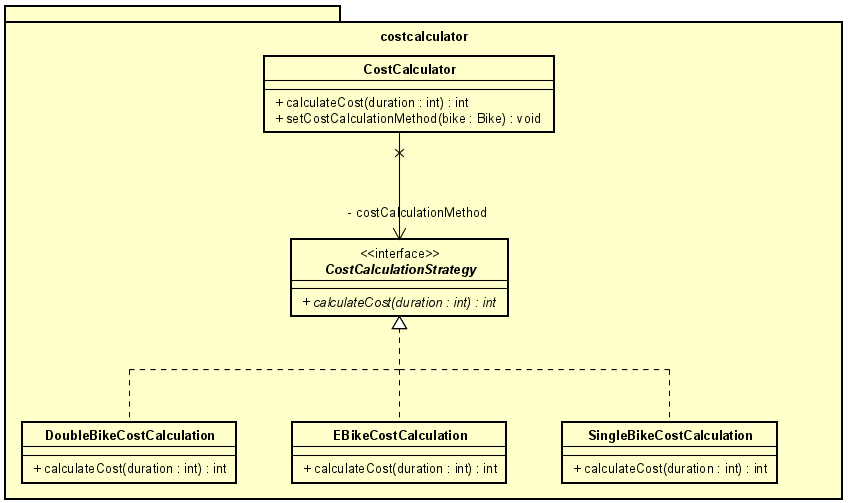 costcalculator
CostCalculator
+ calculateCost(duration : int) : int
+ setCostCalculationMethod(bike : Bike) : void
- costCalculationMethod
<<interface>>
CostCalculationStrategy
+ calculateCost(duration : int) : int
DoubleBikeCostCalculation
+ calculateCost(duration : int) : int
EBikeCostCalculation
+ calculateCost(duration : int) : int
SingleBikeCostCalculation
+ calculateCost(duration : int) : int